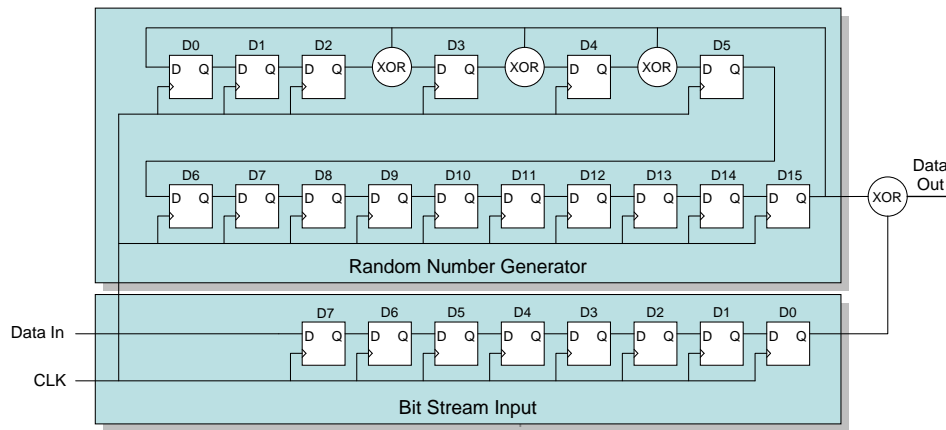 D0 D1 D2 D3 D4 D5
D Q D Q D Q XOR D Q XOR D Q XOR D Q
D6 D7 D8 D9 D10 D11 D12 D13 D14 D15
D Q D Q D Q D Q D Q D Q D Q D Q D Q D Q
Data
Out
XOR
Random Number Generator
D7 D6 D5 D4 D3 D2 D1 D0
Data In
D Q D Q D Q D Q D Q D Q D Q D Q
CLK
Bit Stream Input